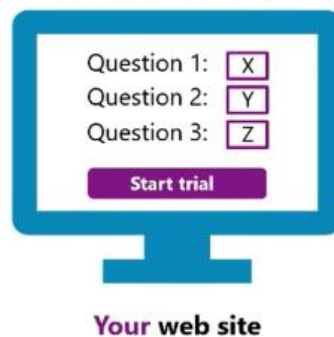 Question 1: X
Question 2: Y
Question 3: Z
Start trial
Your web site